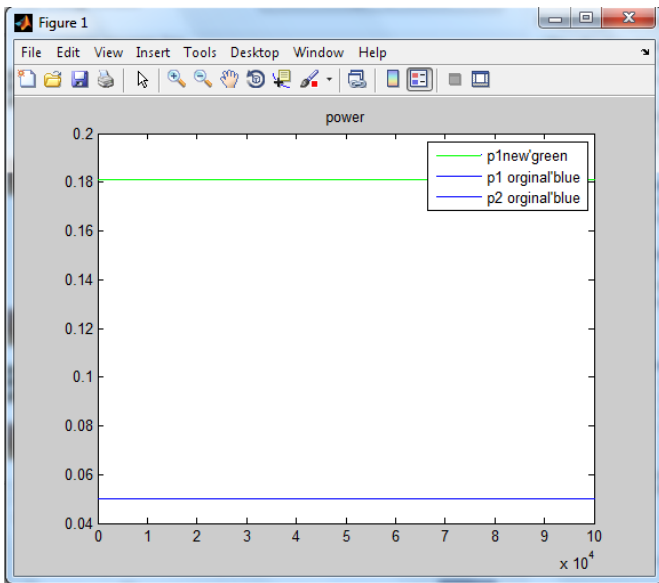 Figure 1
File Edit View Insert Tools Desktop Window Help
power
0.2
p1new'green
p1 orginal'blue
p2 orginal'blue
0.18
0.16
0.14
0.12
0.1
0.08
0.06
0.04
0 1 2 3 4 5 6 7 8 9 10
x 10^4